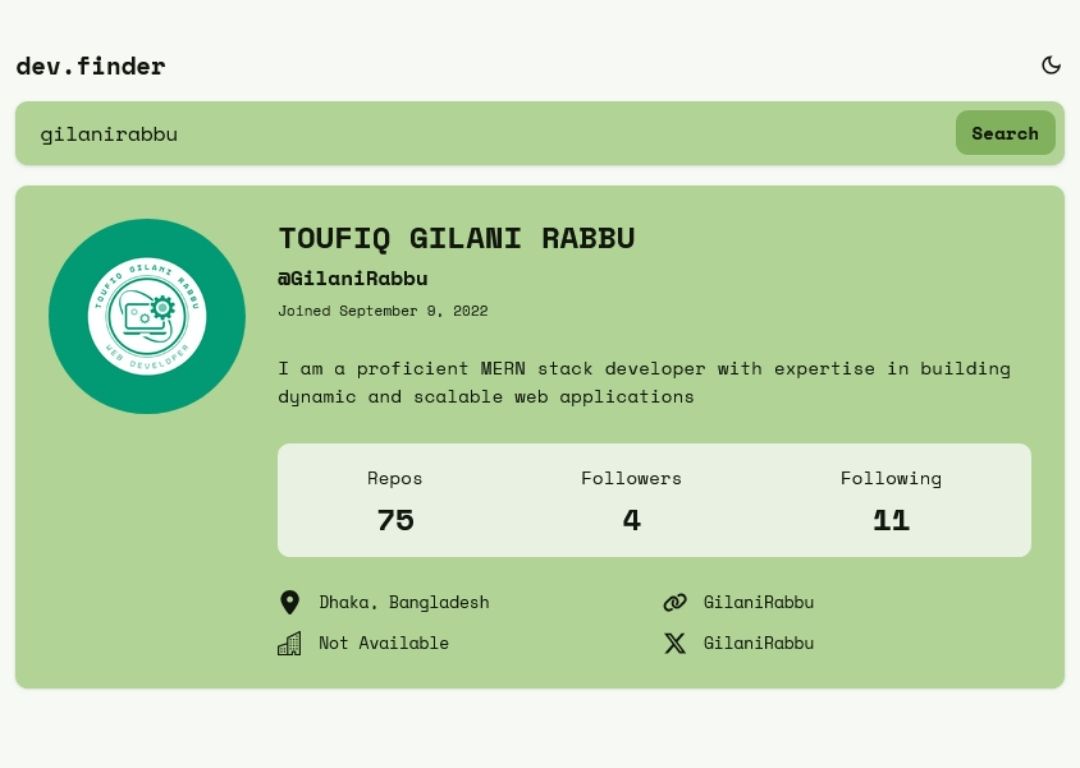 dev.finder
gilanirabbu
Search
TOUFIQ GILANI RABBU
WEB DEVELOPER
TOUFIQ GILANI RABBU
@GilaniRabbu
Joined September 9, 2022
I am a proficient MERN stack developer with expertise in building
dynamic and scalable web applications
Repos Followers Following
75 4 11
Dhaka, Bangladesh GilaniRabbu
Not Available GilaniRabbu